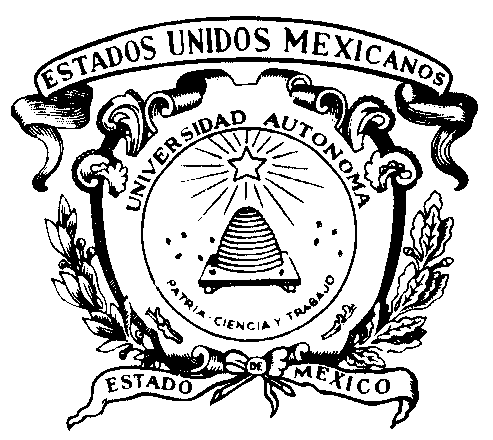 ESTADOS UNIDOS MEXICANOS
UNIVERSIDAD AUTONOMA
PATRIA · CIENCIA Y TRABAJO
ESTADO DE MEXICO